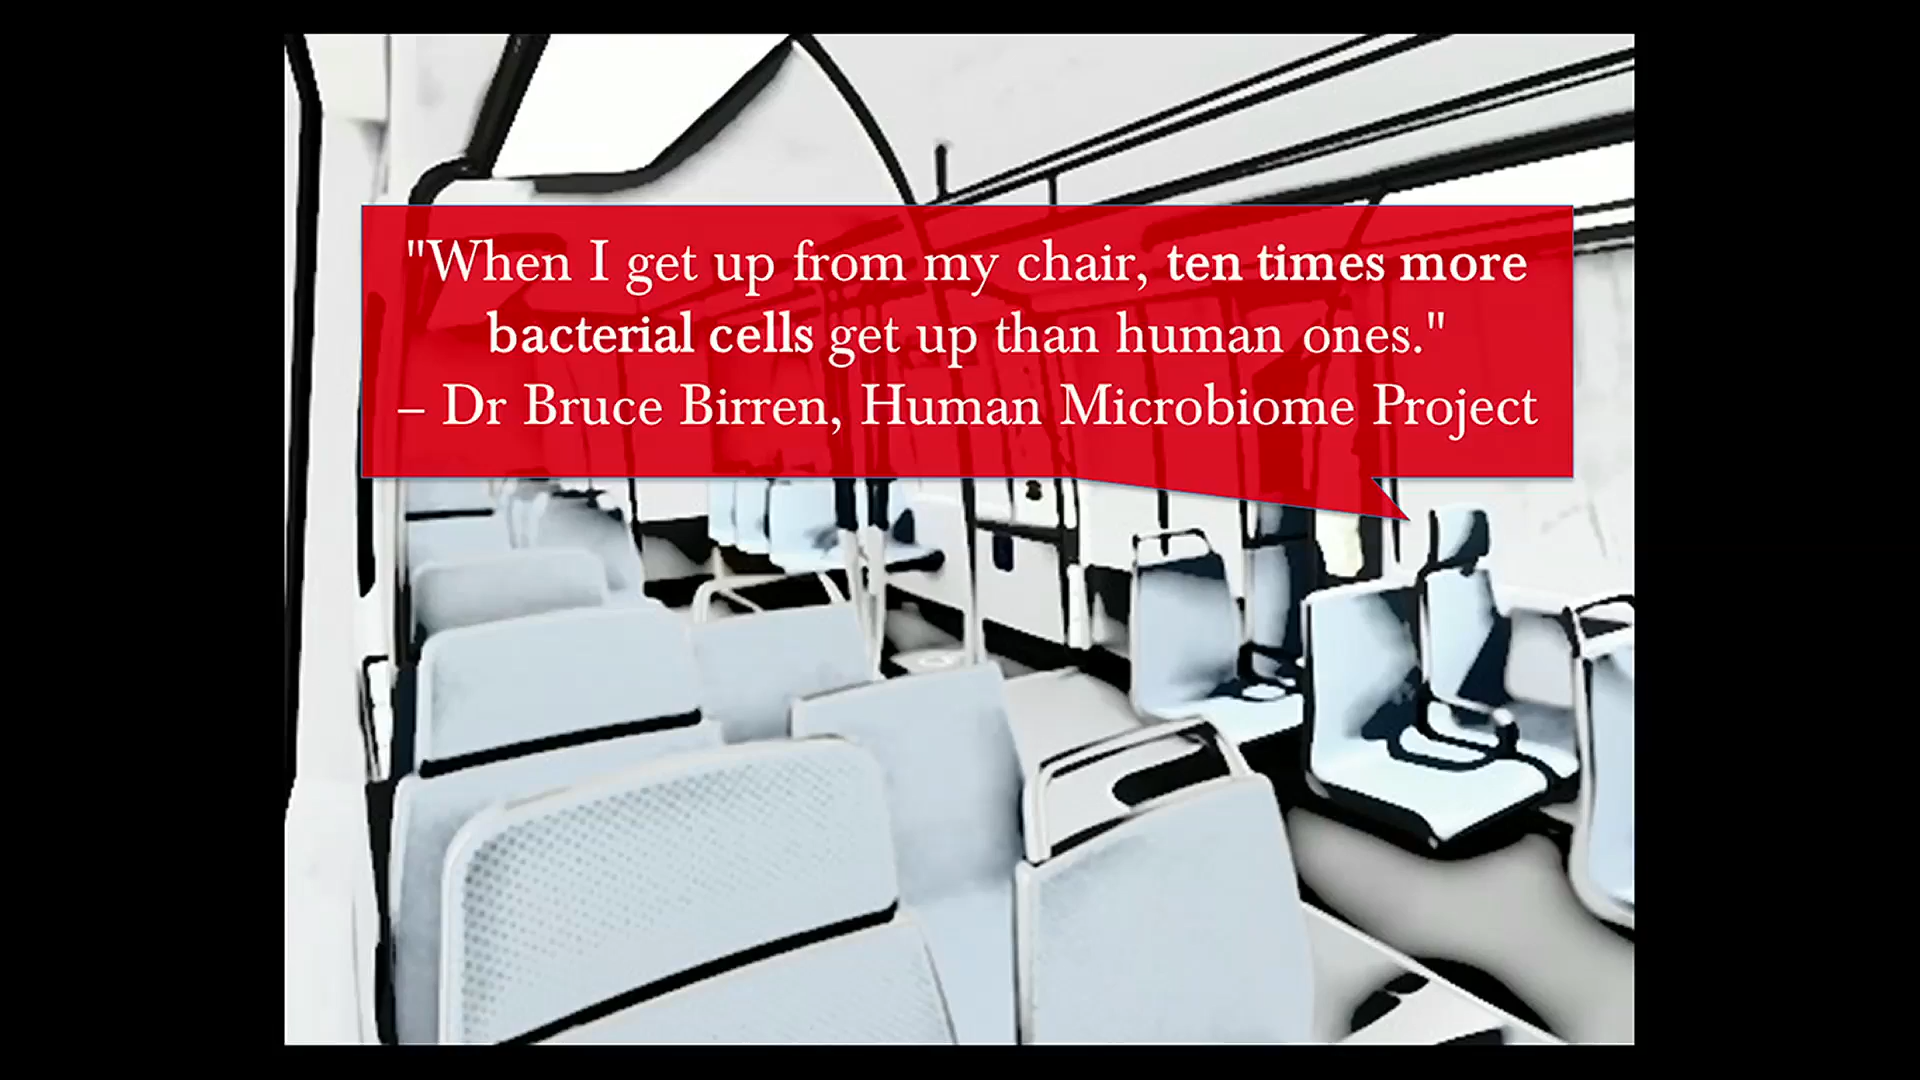 "When I get up from my chair, ten times more
bacterial cells get up than human ones."
– Dr Bruce Birren, Human Microbiome Project